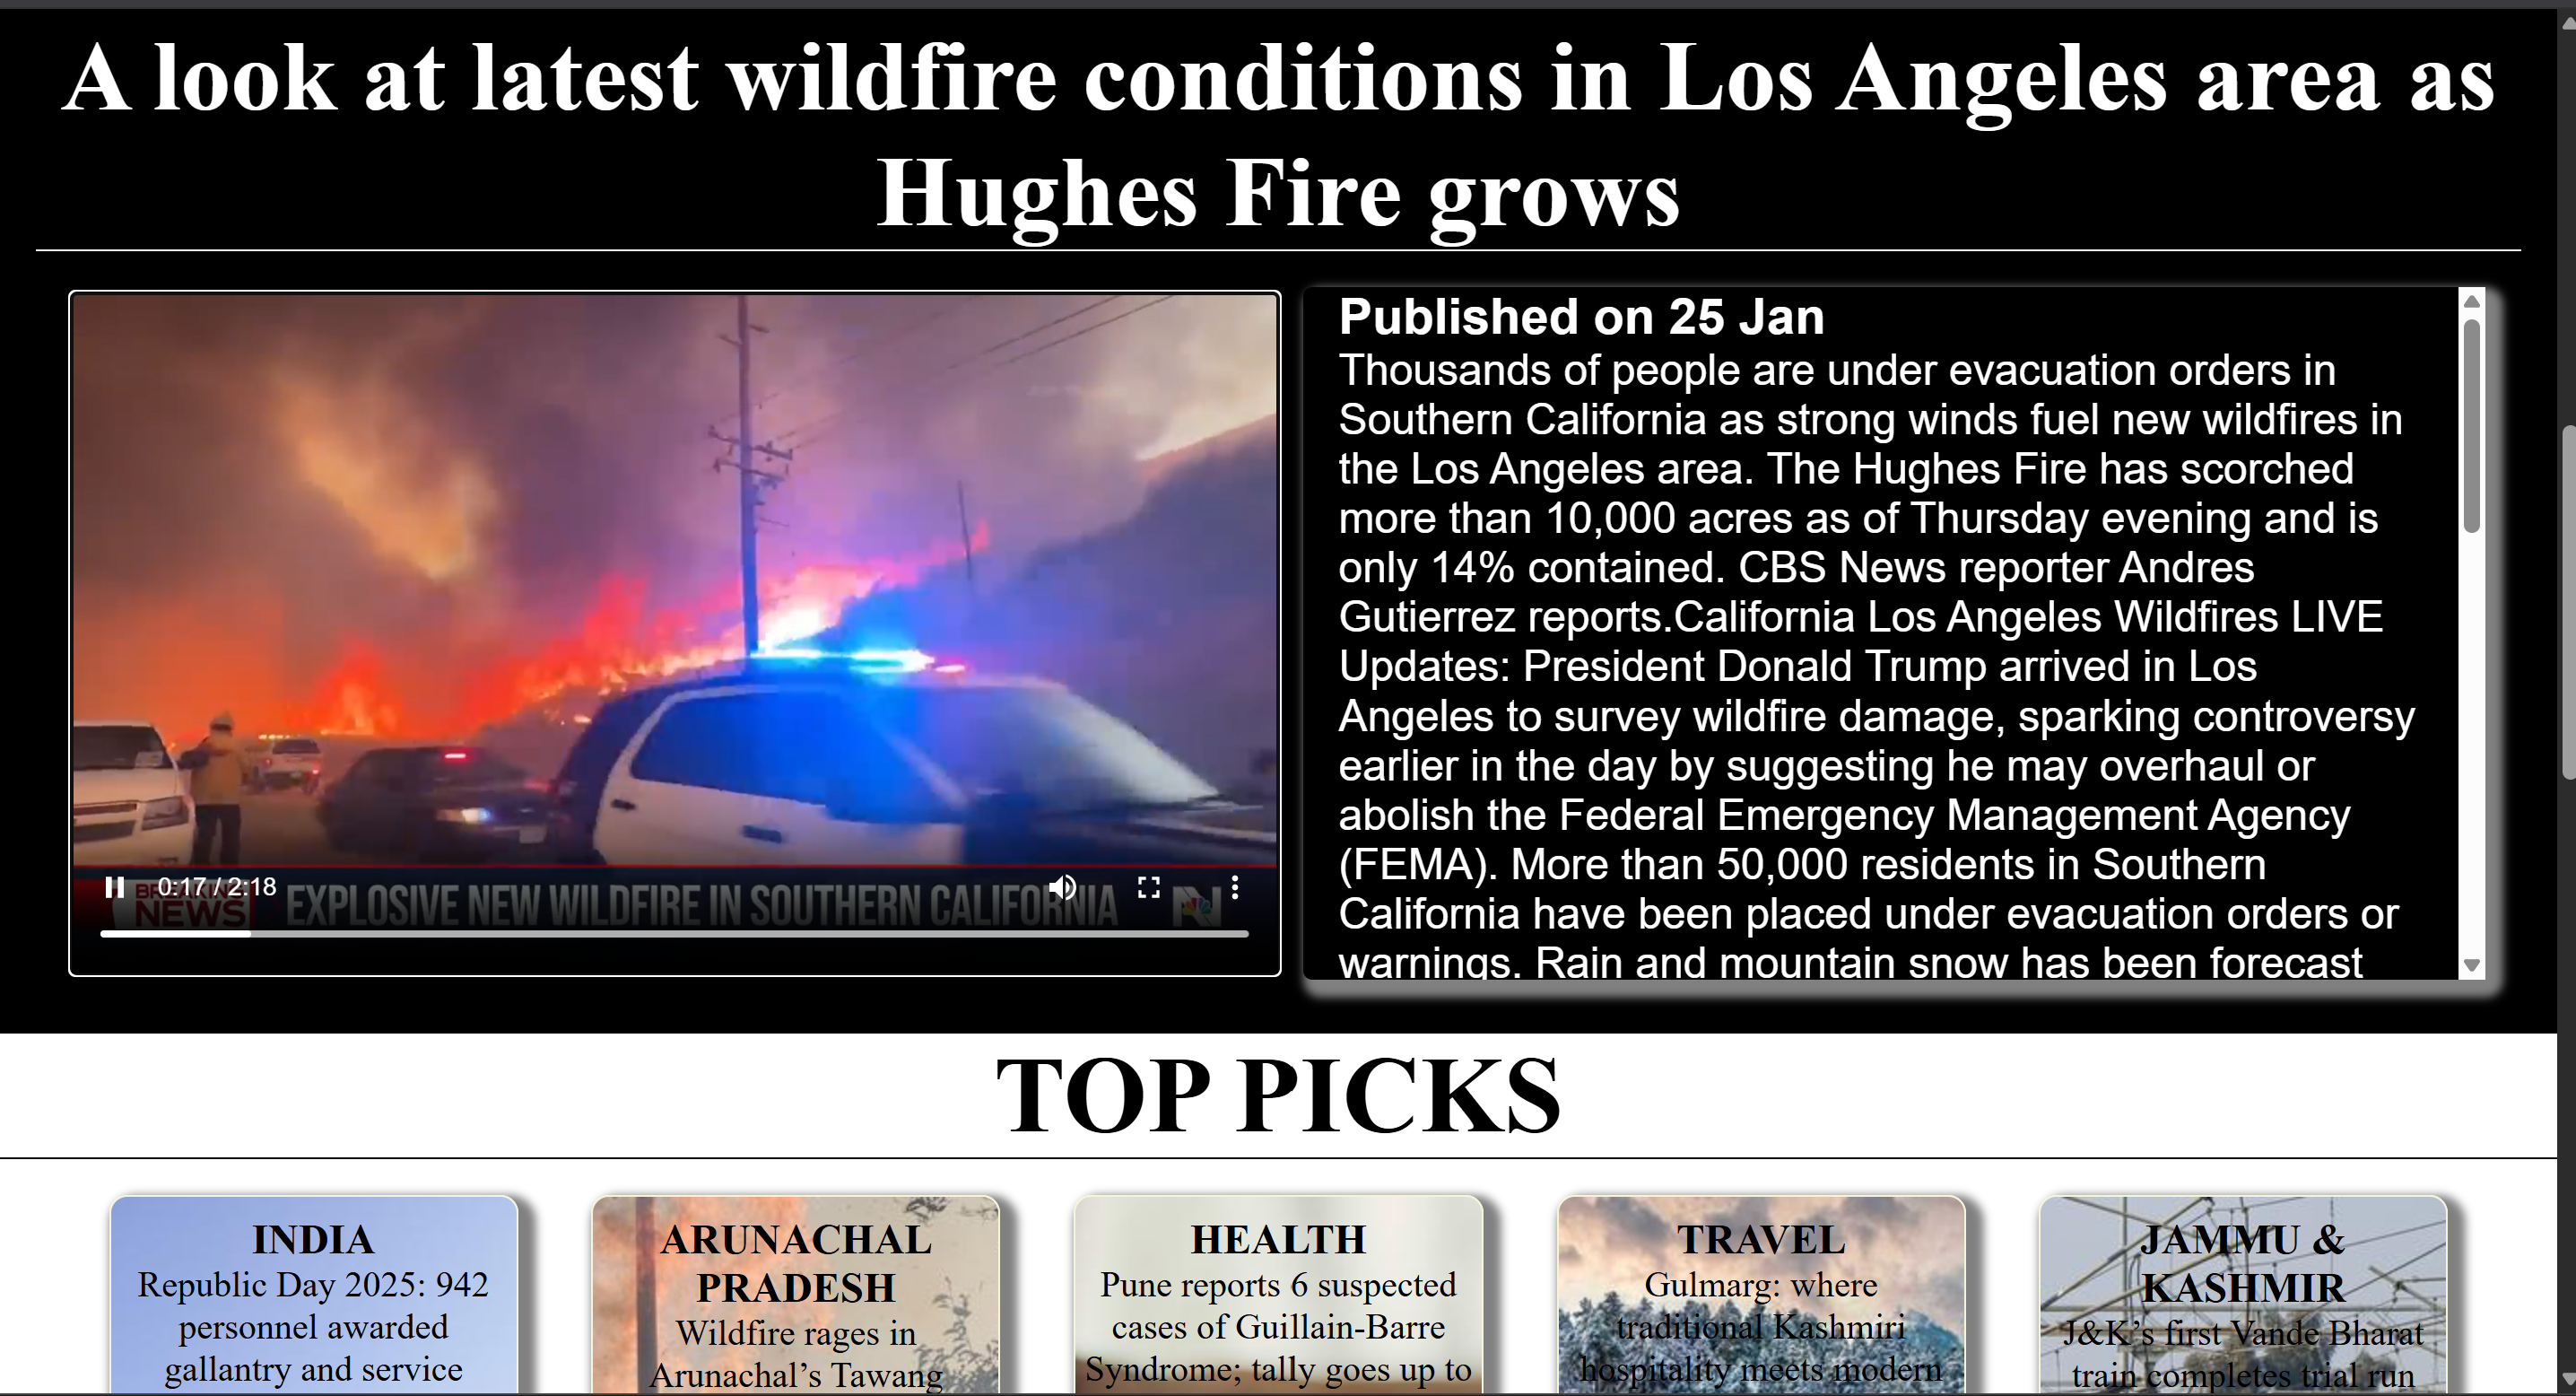 A look at latest wildfire conditions in Los Angeles area as
Hughes Fire grows
BREAKING
NEWS
0:17 / 2:18
EXPLOSIVE NEW WILDFIRE IN SOUTHERN CALIFORNIA
Published on 25 Jan
Thousands of people are under evacuation orders in
Southern California as strong winds fuel new wildfires in
the Los Angeles area. The Hughes Fire has scorched
more than 10,000 acres as of Thursday evening and is
only 14% contained. CBS News reporter Andres
Gutierrez reports.California Los Angeles Wildfires LIVE
Updates: President Donald Trump arrived in Los
Angeles to survey wildfire damage, sparking controversy
earlier in the day by suggesting he may overhaul or
abolish the Federal Emergency Management Agency
(FEMA). More than 50,000 residents in Southern
California have been placed under evacuation orders or
warnings. Rain and mountain snow has been forecast
TOP PICKS
INDIA
Republic Day 2025: 942
personnel awarded
gallantry and service
ARUNACHAL
PRADESH
Wildfire rages in
Arunachal’s Tawang
HEALTH
Pune reports 6 suspected
cases of Guillain-Barre
Syndrome; tally goes up to
TRAVEL
Gulmarg: where
traditional Kashmiri
hospitality meets modern
JAMMU &
KASHMIR
J&K’s first Vande Bharat
train completes trial run